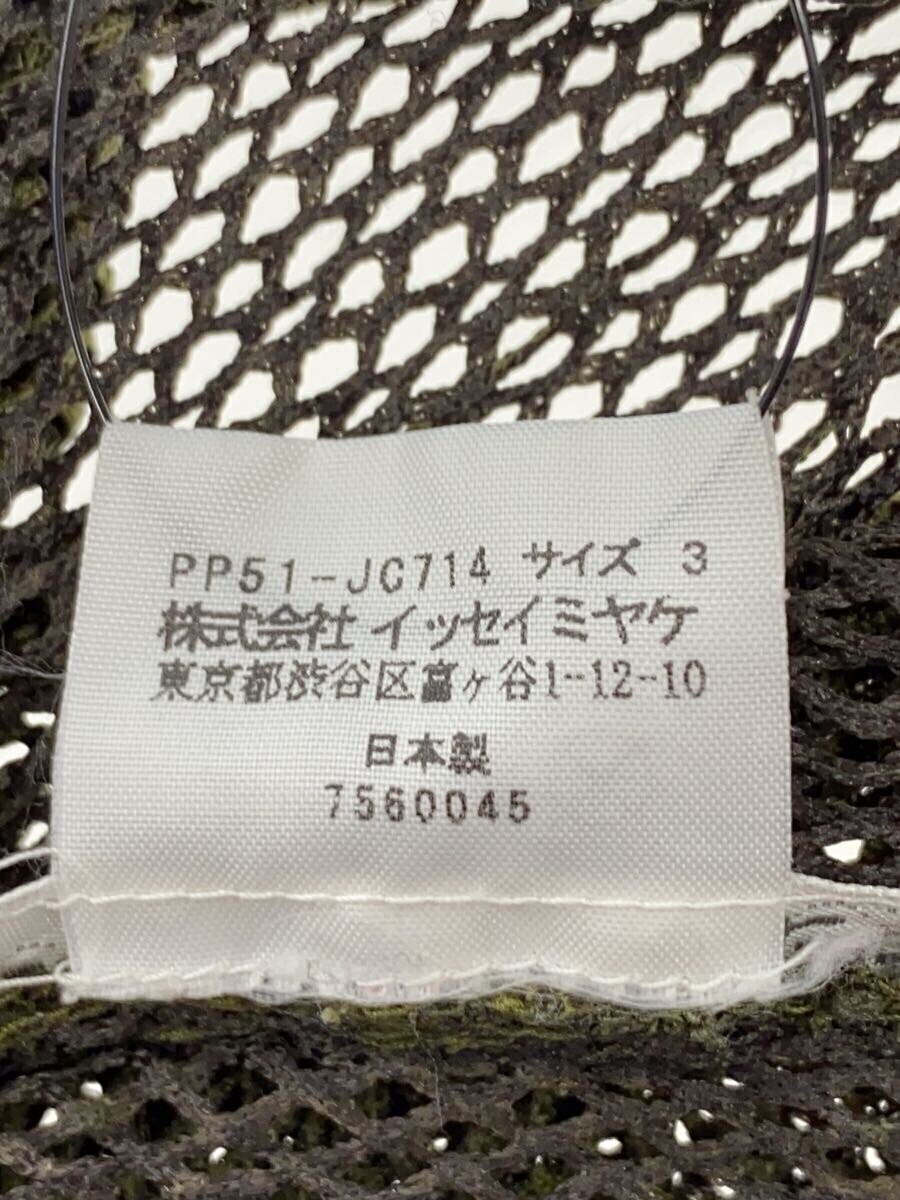 PP51-JC714 サイズ 3
株式会社 イッセイミヤケ
東京都渋谷区富ヶ谷1-12-10
日本製
7560045